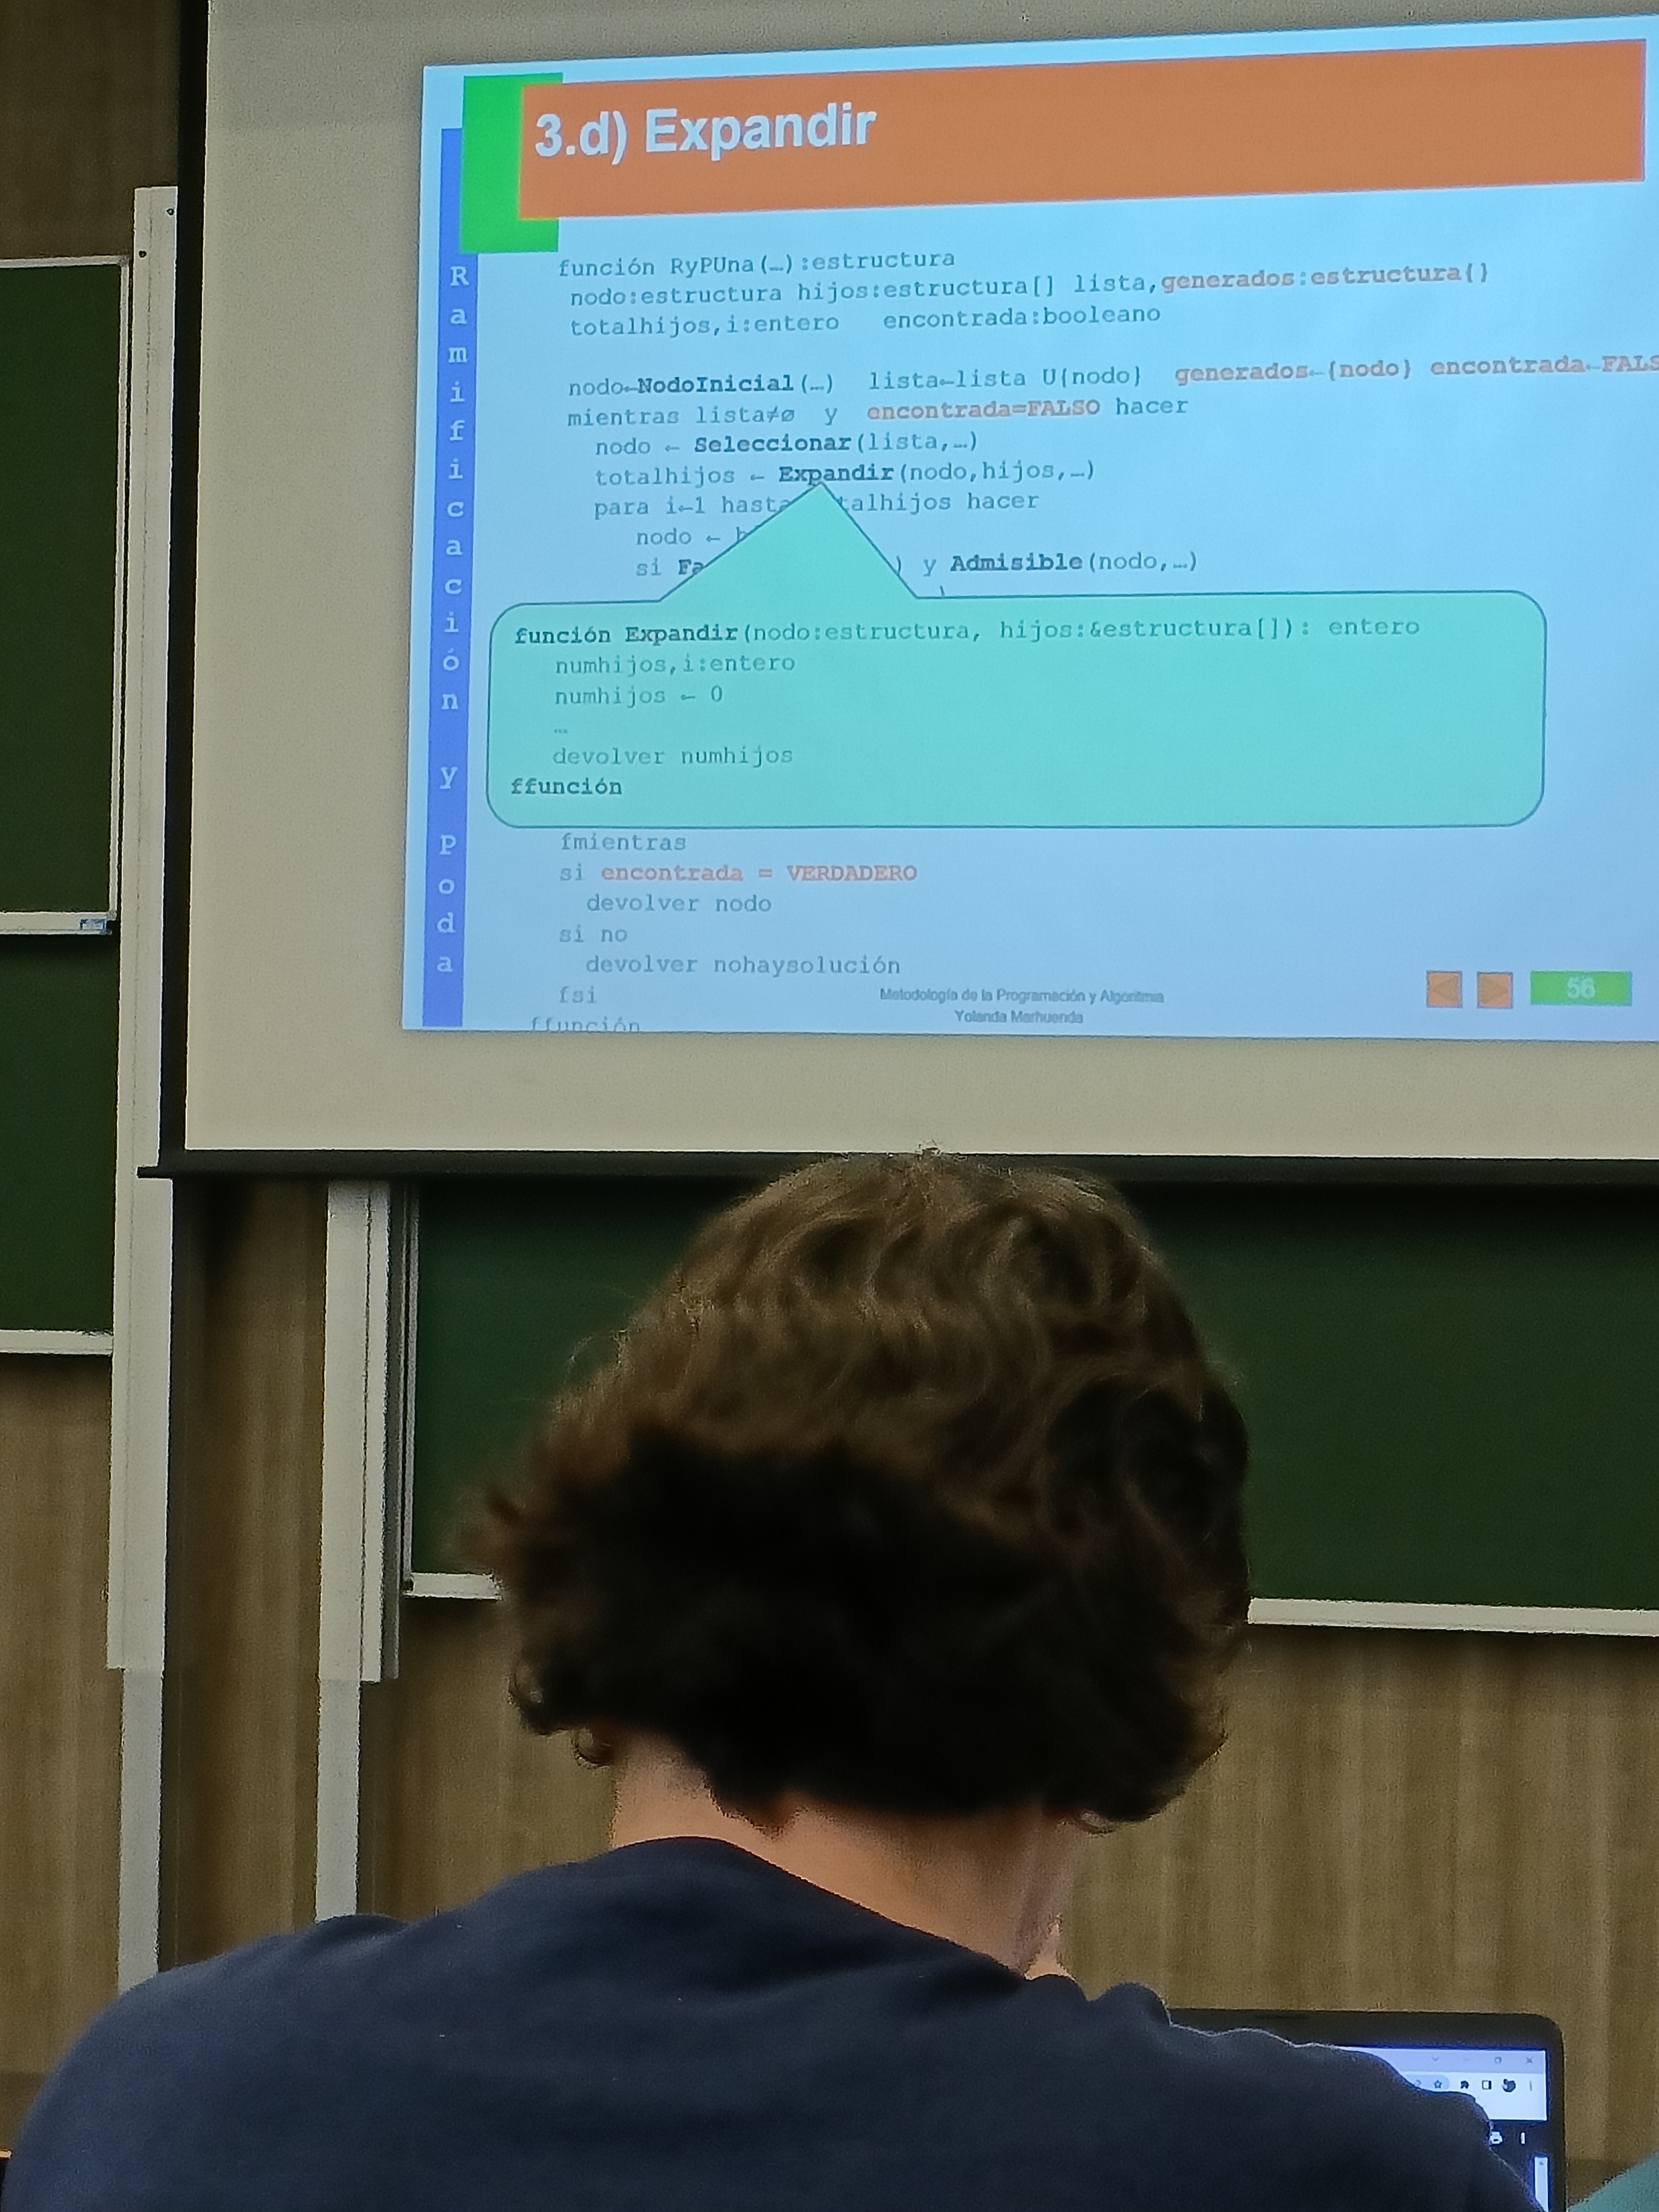 3.d) Expandir
Ramificación y Poda
función RyPUna(…):estructura
nodo:estructura hijos:estructura[] lista,generados:estructura{}
totalhijos,i:entero encontrada:booleano
nodo←NodoInicial(…) lista←lista U{nodo} generados←{nodo} encontrada←FALS
mientras lista≠∅ y encontrada=FALSO hacer
nodo ← Seleccionar(lista,…)
totalhijos ← Expandir(nodo,hijos,…)
para i←1 hasta talhijos hacer
nodo ← h
si Fa ) y Admisible(nodo,…)
función Expandir(nodo:estructura, hijos:&estructura[]): entero
numhijos,i:entero
numhijos ← 0
…
devolver numhijos
ffunción
fmientras
si encontrada = VERDADERO
devolver nodo
si no
devolver nohaysolución
fsi
ffunción
Metodología de la Programación y Algoritmia
Yolanda Marhuenda
56